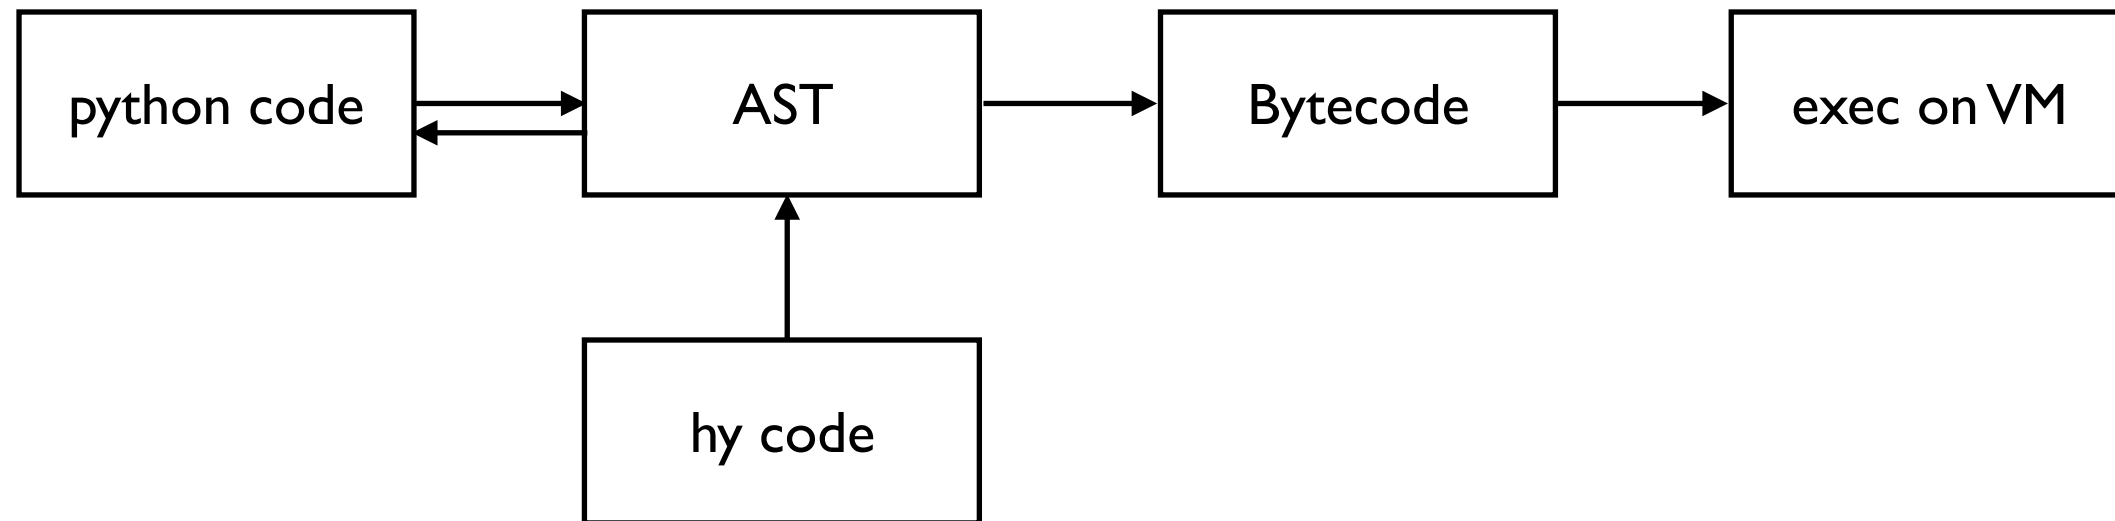 python code
AST
Bytecode
exec on VM
hy code